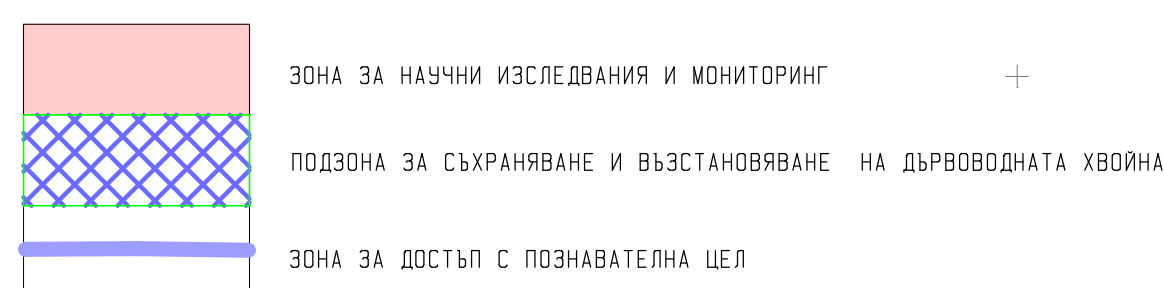 ЗОНА ЗА НАУЧНИ ИЗСЛЕДВАНИЯ И МОНИТОРИНГ
ПОДЗОНА ЗА СЪХРАНЯВАНЕ И ВЪЗСТАНОВЯВАНЕ НА ДЪРВОВОДНАТА ХВОЙНА
ЗОНА ЗА ДОСТЪП С ПОЗНАВАТЕЛНА ЦЕЛ